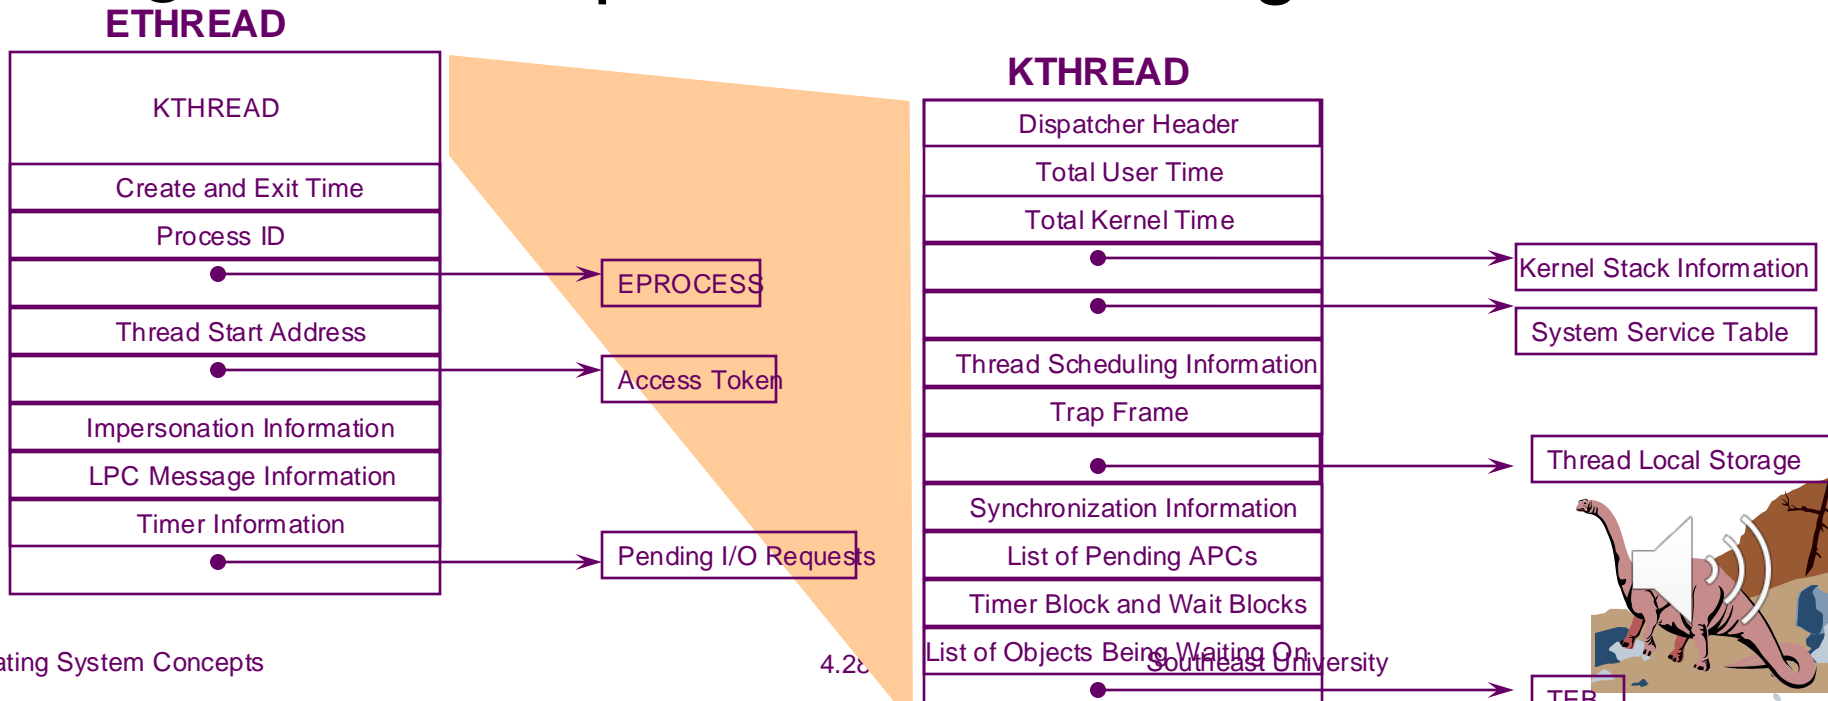 ETHREAD
KTHREAD
Create and Exit Time
Process ID
EPROCESS
Thread Start Address
Access Token
Impersonation Information
LPC Message Information
Timer Information
Pending I/O Requests
KTHREAD
Dispatcher Header
Total User Time
Total Kernel Time
Kernel Stack Information
System Service Table
Thread Scheduling Information
Trap Frame
Thread Local Storage
Synchronization Information
List of Pending APCs
Timer Block and Wait Blocks
List of Objects Being Waiting On
TEB
ating System Concepts
4.28
Southeast University